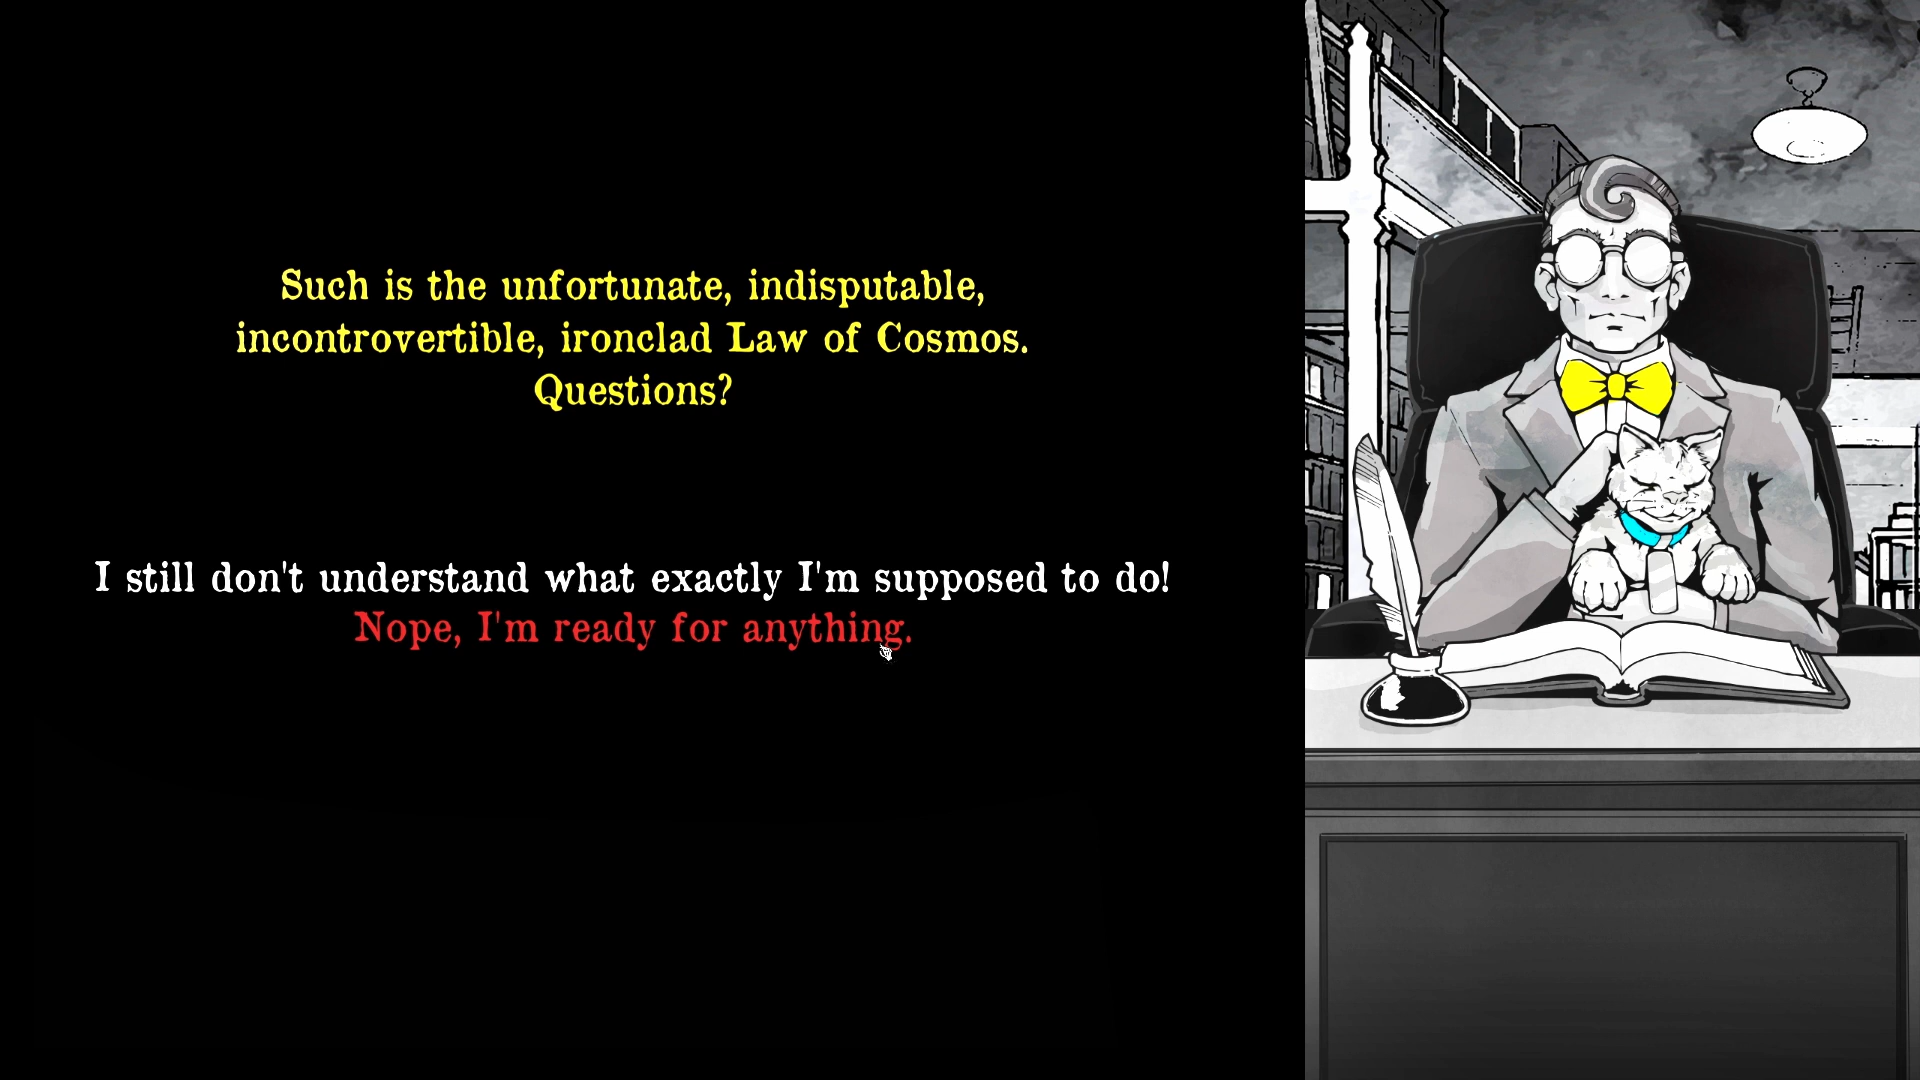 Such is the unfortunate, indisputable,
incontrovertible, ironclad Law of Cosmos.
Questions?
I still don't understand what exactly I'm supposed to do!
Nope, I'm ready for anything.